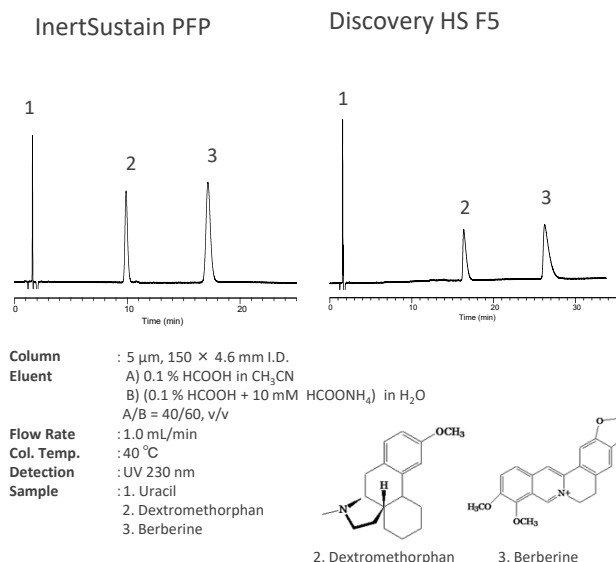 InertSustain PFP
Discovery HS F5
1
2
3
0
10
20
Time (min)
1
2
3
0
10
20
30
Time (min)
Column : 5 µm, 150 × 4.6 mm I.D.
Eluent A) 0.1 % HCOOH in CH₃CN
B) (0.1 % HCOOH + 10 mM HCOONH₄) in H₂O
A/B = 40/60, v/v
Flow Rate : 1.0 mL/min
Col. Temp. : 40 °C
Detection : UV 230 nm
Sample : 1. Uracil
2. Dextromethorphan
3. Berberine
OCH₃
H
N
2. Dextromethorphan
O
N+
H₃CO
OCH₃
3. Berberine